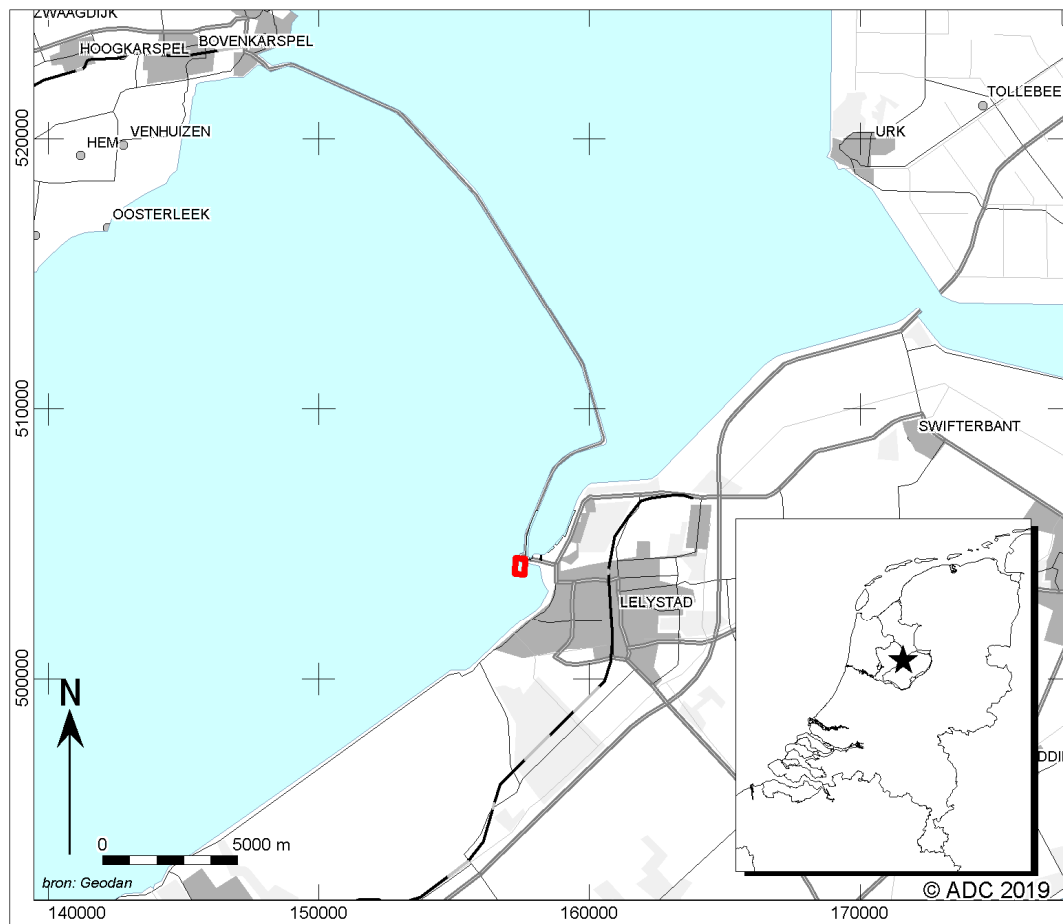 ZWAAGDIJK
HOOGKARSPEL
BOVENKARSPEL
TOLLEBEE
HEM
VENHUIZEN
URK
OOSTERLEEK
520000
510000
500000
SWIFTERBANT
LELYSTAD
N
0 5000 m
bron: Geodan
© ADC 2019
140000 150000 160000 170000